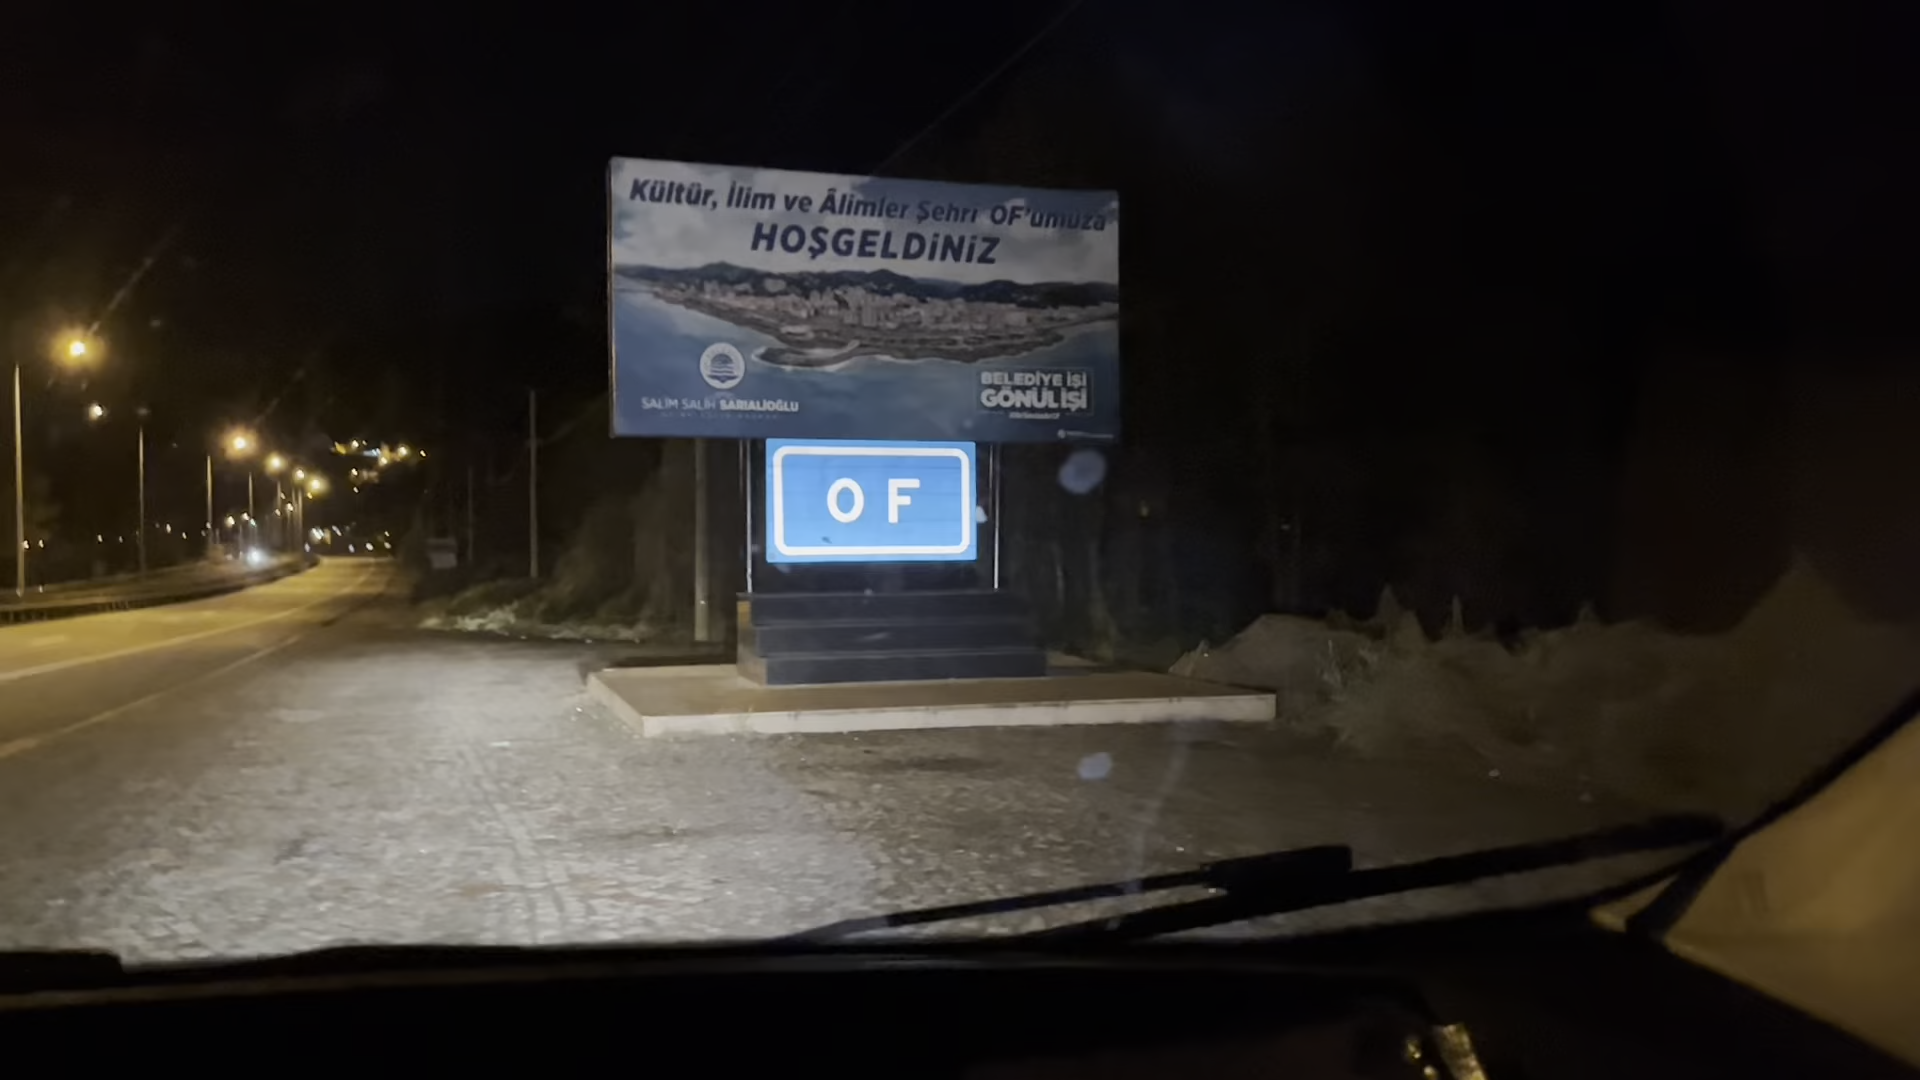 Kültür, İlim ve Âlimler Şehri OF'umuza
HOŞGELDİNİZ
SALİM SALİH SARIALİOĞLU
BELEDİYE İŞİ
GÖNÜL İŞİ
OF